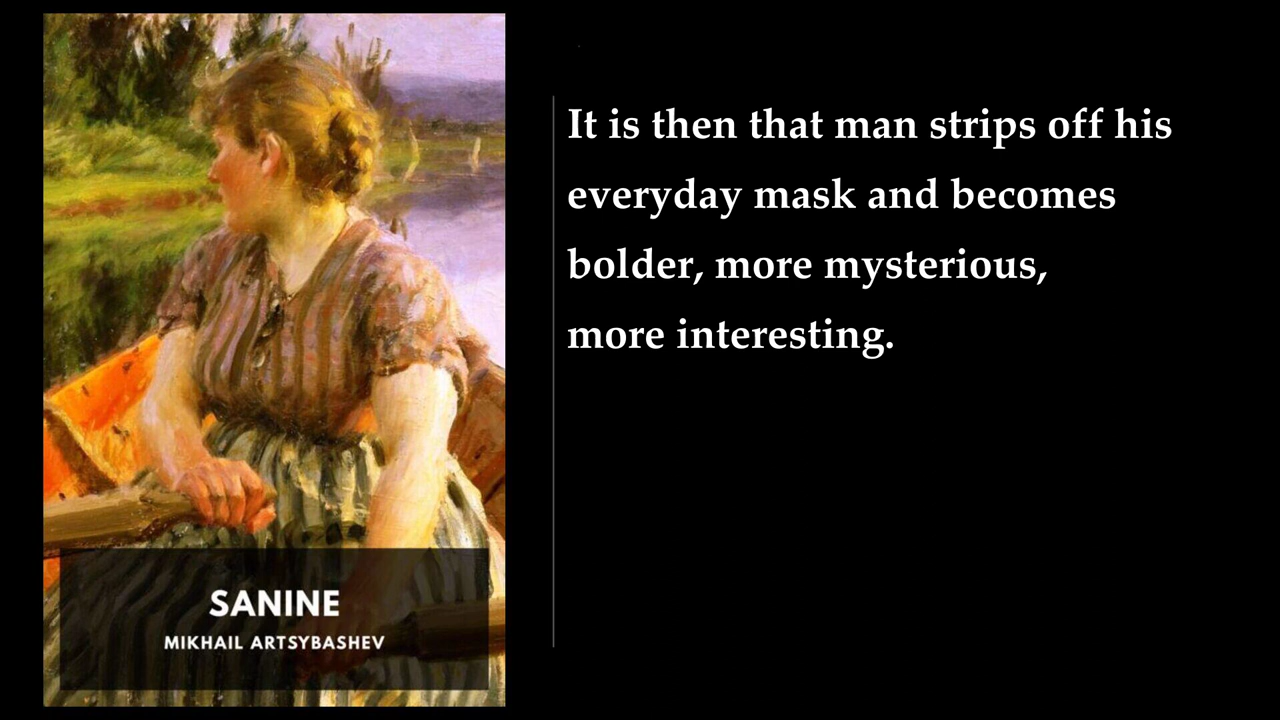 It is then that man strips off his
everyday mask and becomes
bolder, more mysterious,
more interesting.
SANINE
MIKHAIL ARTSYBASHEV